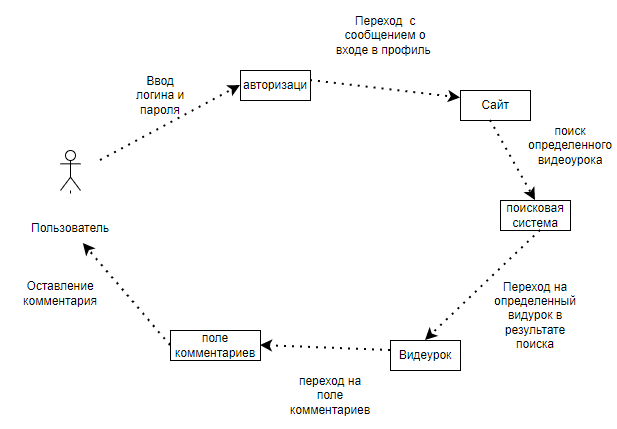 Переход с
сообщением о
входе в профиль
Ввод
логина и
пароля
авторизаци
Сайт
поиск
определенного
видеоурока
поисковая
система
Пользователь
Оставление
комментария
Переход на
определенный
видурок в
результате
поиска
поле
комментариев
Видеурок
переход на
поле
комментариев